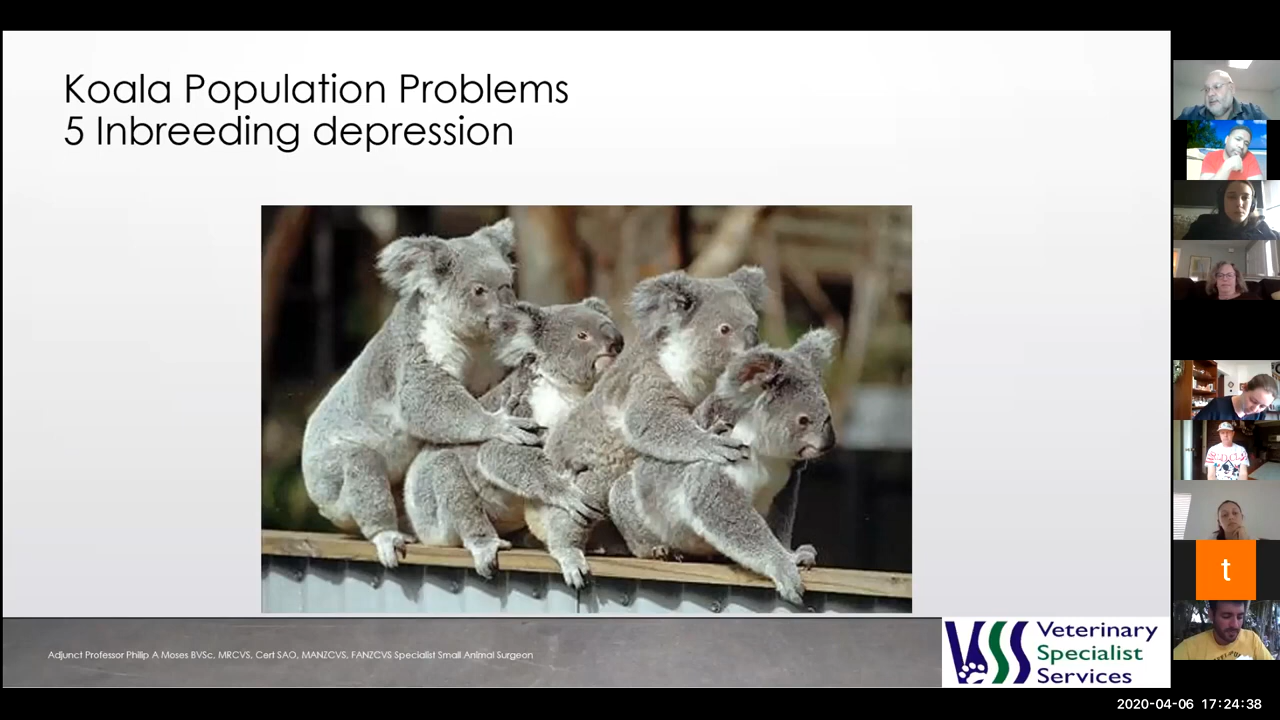 Koala Population Problems
5 Inbreeding depression
Adjunct Professor Philip A Moses BVSc, MRCVS, Cert SAO, MANZCVS, FANZCVS Specialist Small Animal Surgeon
VSS Veterinary
Specialist
Services
t
2020-04-06 17:24:38